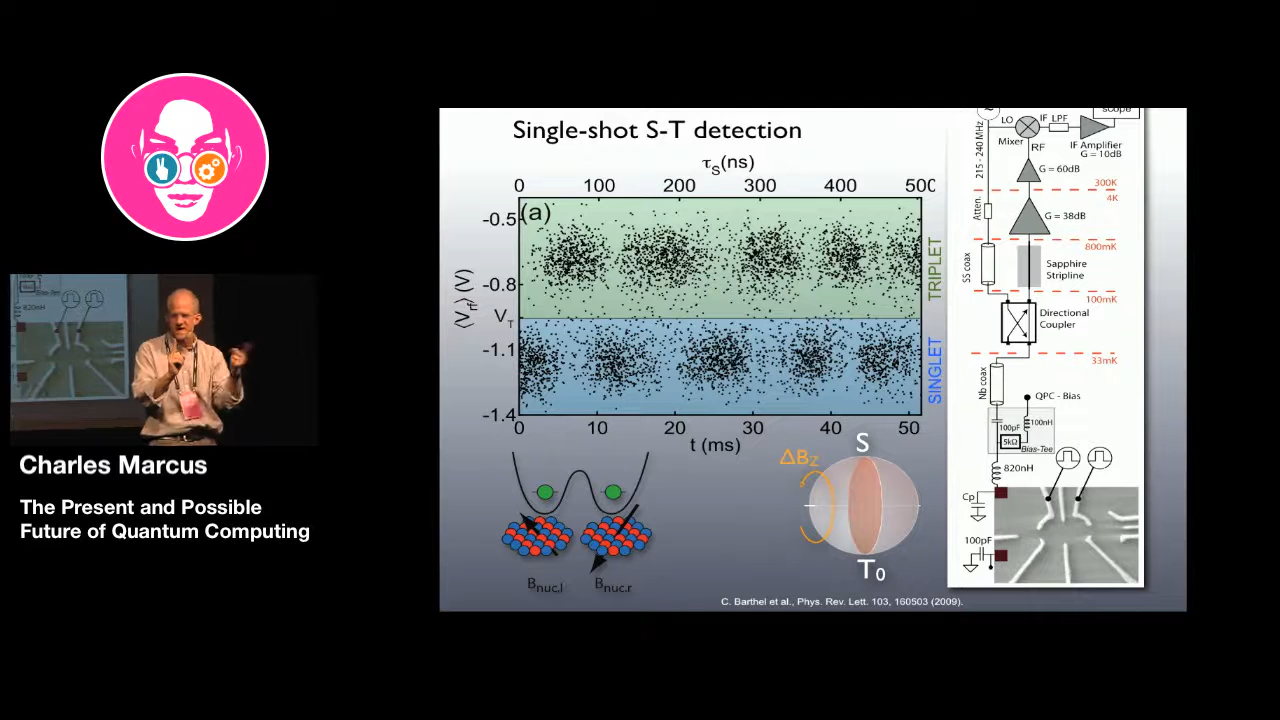 Charles Marcus
The Present and Possible
Future of Quantum Computing
820nH
Single-shot S-T detection
τS(ns)
0 100 200 300 400 500
(a)
-0.5
-0.8
VT
-1.1
-1.4
⟨Vrf⟩ (V)
TRIPLET
SINGLET
0 10 20 30 40 50
t (ms)
Bnuc,l
Bnuc,r
ΔBZ
S
T0
C. Barthel et al., Phys. Rev. Lett. 103, 160503 (2009).
~
scope
LO
IF
LPF
Mixer
RF
IF Amplifier
G = 10dB
215 - 240 MHz
G = 60dB
300K
4K
Atten.
G = 38dB
800mK
SS coax
Sapphire
Stripline
100mK
Directional
Coupler
33mK
Nb coax
QPC - Bias
100pF
100nH
5kΩ
Bias-Tee
820nH
Cp
100pF